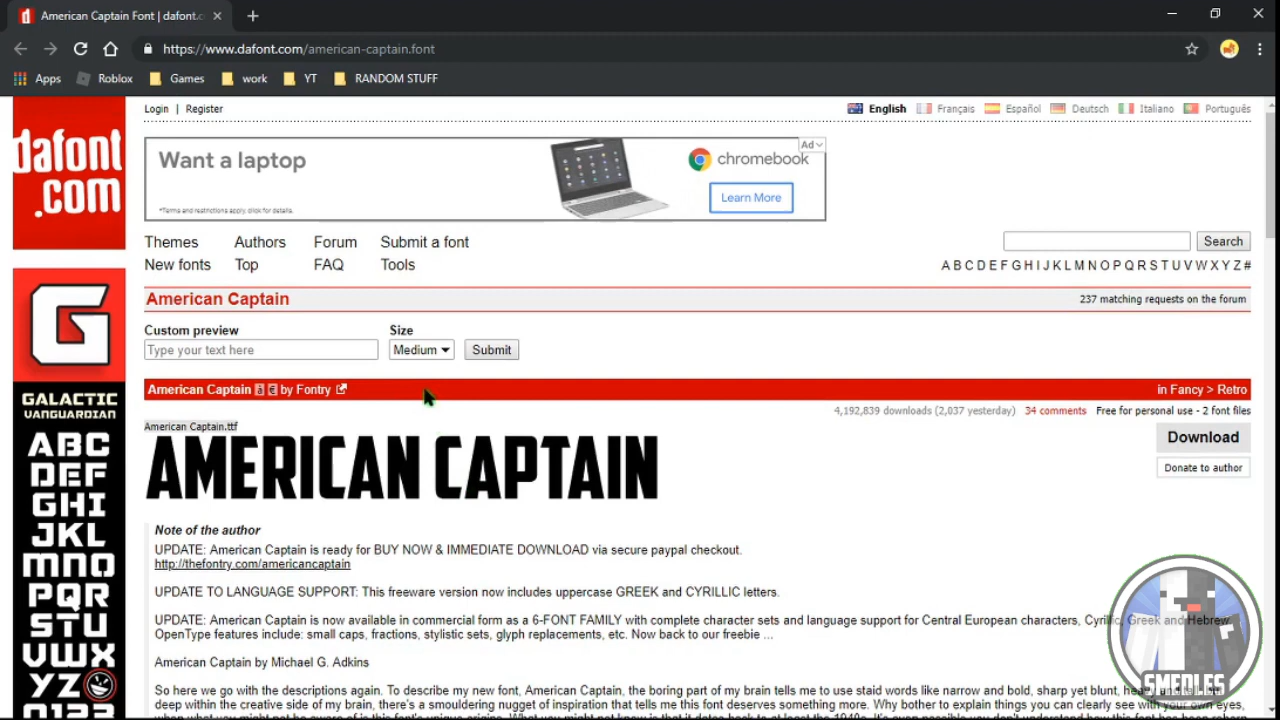 American Captain Font | dafont.c
https://www.dafont.com/american-captain.font
Apps Roblox Games work YT RANDOM STUFF
dafont
.com
Login | Register
English Français Español Deutsch Italiano Português
Want a laptop
*Terms and restrictions apply, click for details.
chromebook
Ad
Learn More
Themes Authors Forum Submit a font
New fonts Top FAQ Tools
Search
A B C D E F G H I J K L M N O P Q R S T U V W X Y Z #
American Captain
237 matching requests on the forum
Custom preview Size
Type your text here Medium Submit
American Captain à € by Fontry
in Fancy > Retro
4,192,839 downloads (2,037 yesterday) 34 comments Free for personal use - 2 font files
American Captain.ttf
AMERICAN CAPTAIN
Download
Donate to author
Note of the author
UPDATE: American Captain is ready for BUY NOW & IMMEDIATE DOWNLOAD via secure paypal checkout.
http://thefontry.com/americancaptain
UPDATE TO LANGUAGE SUPPORT: This freeware version now includes uppercase GREEK and CYRILLIC letters.
UPDATE: American Captain is now available in commercial form as a 6-FONT FAMILY with complete character sets and language support for Central European characters, Cyrillic, Greek and Hebrew.
OpenType features include: small caps, fractions, stylistic sets, glyph replacements, etc. Now back to our freebie ...
American Captain by Michael G. Adkins
So here we go with the descriptions again. To describe my new font, American Captain, the boring part of my brain tells me to use staid words like narrow and bold, sharp yet blunt,
deep within the creative side of my brain, there's a smouldering nugget of inspiration that tells me this font deserves something more. Why bother to explain things you can clearly see with your own eyes,
G
GALACTIC
VANGUARDIAN
ABC
DEF
GHI
JKL
MNO
PQR
STU
VWX
YZ
0123
SMEDLES